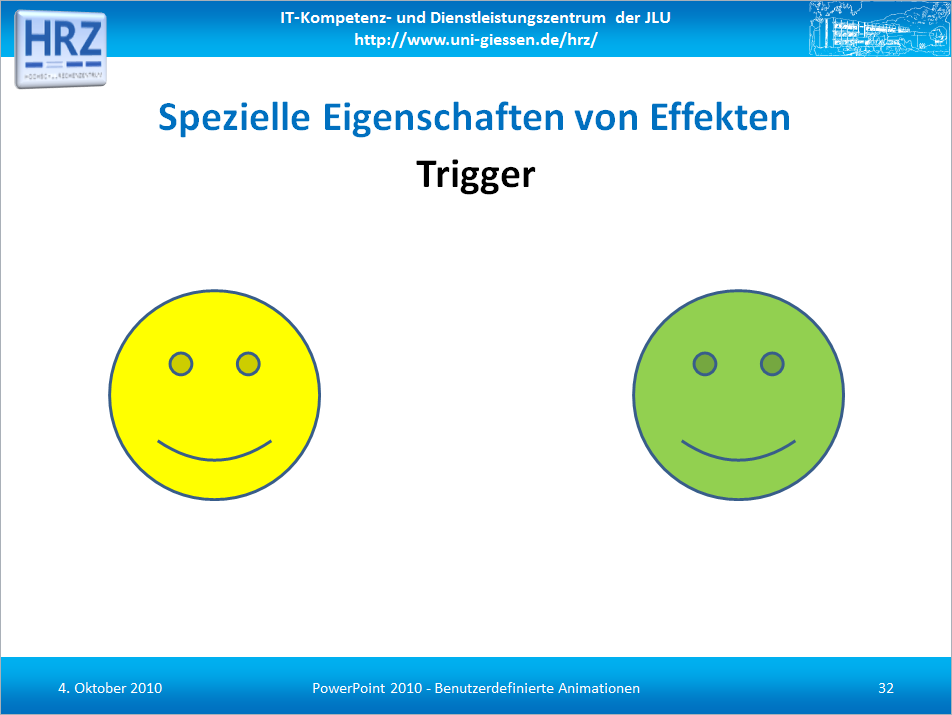 IT-Kompetenz- und Dienstleistungszentrum der JLU
http://www.uni-giessen.de/hrz/
HRZ
HOCHSCHULRECHENZENTRUM
Spezielle Eigenschaften von Effekten
Trigger
4. Oktober 2010
PowerPoint 2010 - Benutzerdefinierte Animationen
32